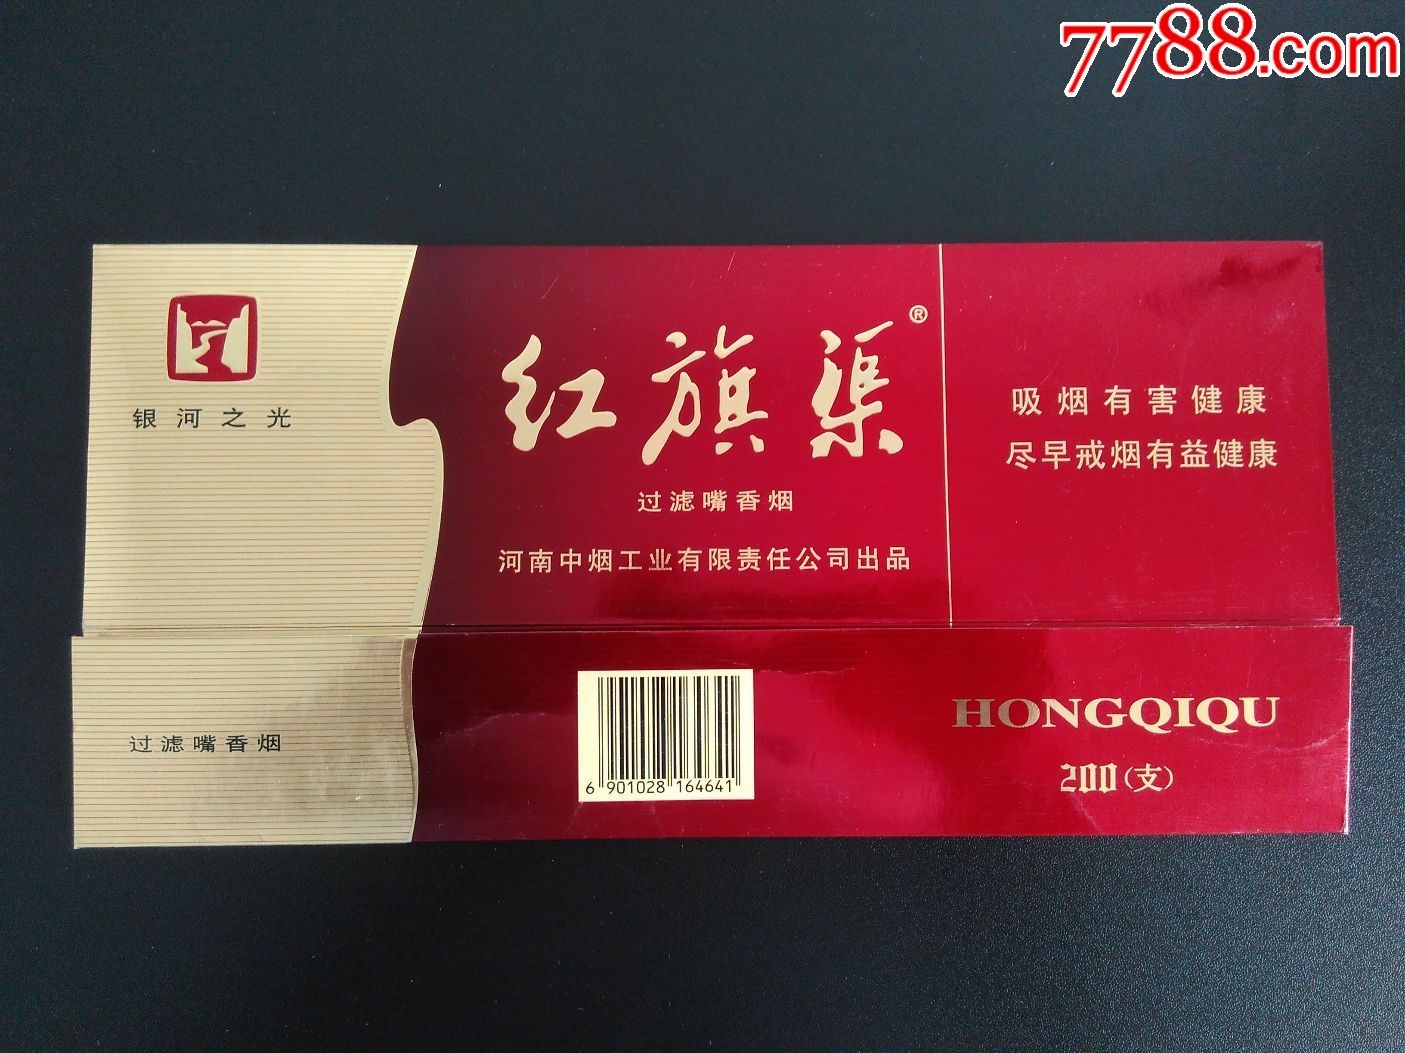 7788.com
银河之光
红旗渠®
过滤嘴香烟
河南中烟工业有限责任公司出品
吸烟有害健康
尽早戒烟有益健康
过滤嘴香烟
6 901028 164641
HONGQIQU
200(支)